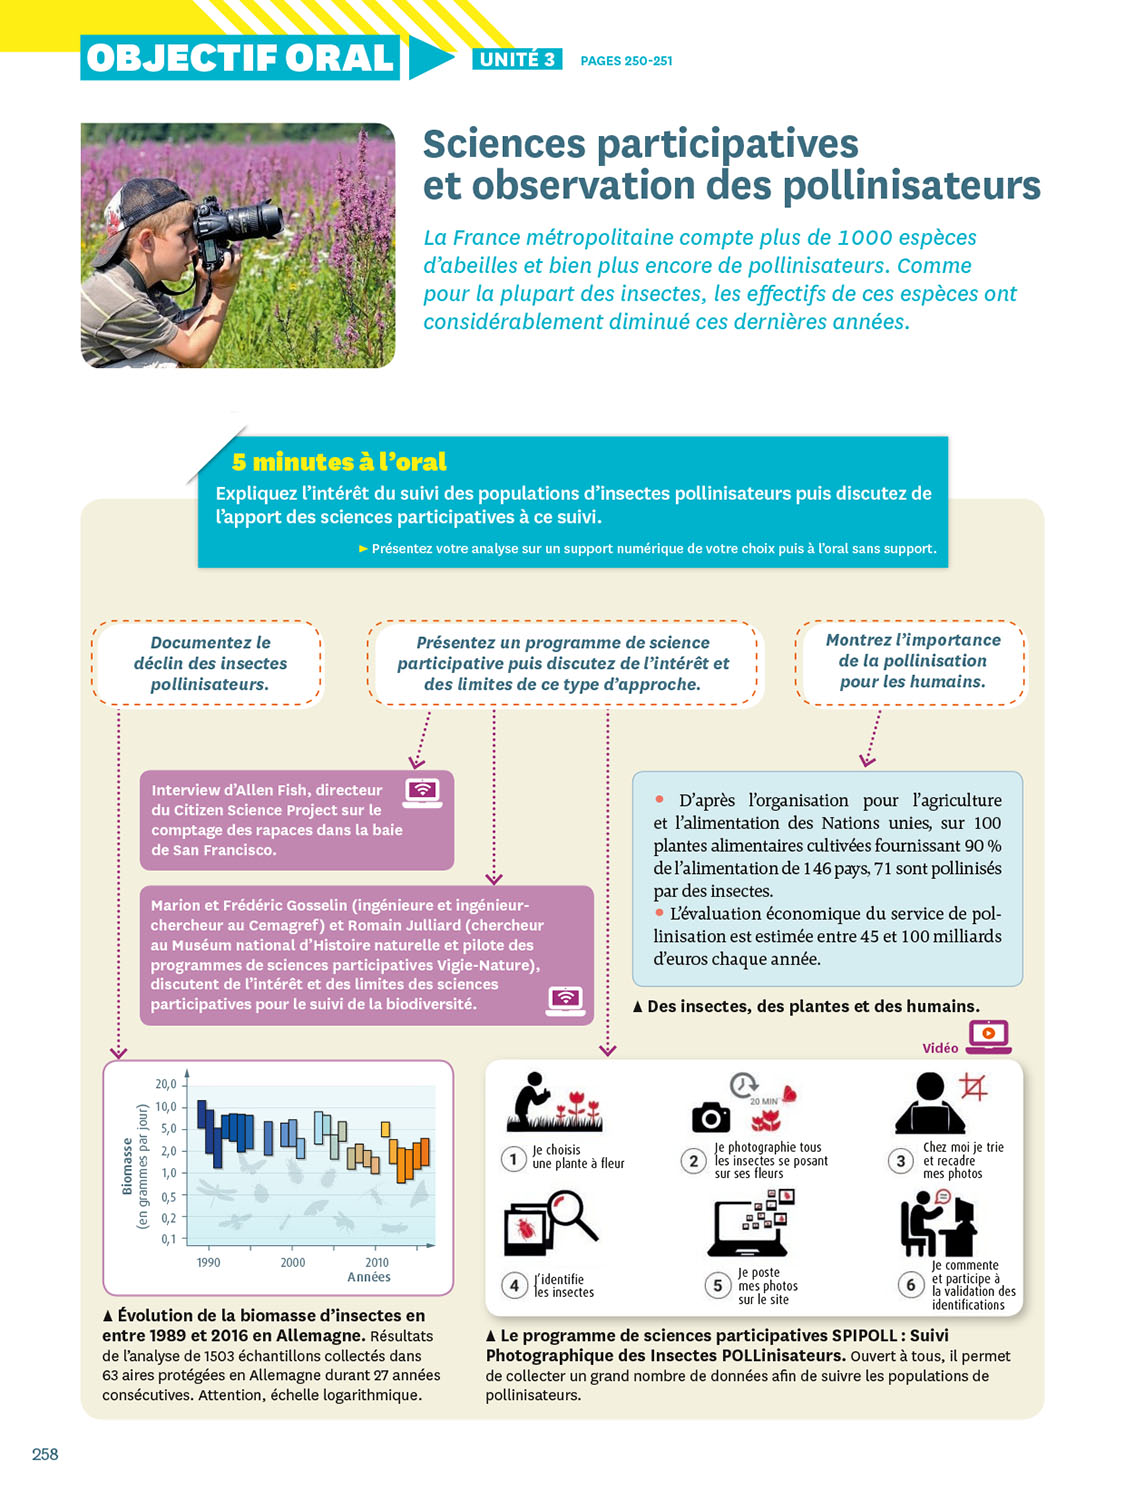 OBJECTIF ORAL
UNITÉ 3
PAGES 250-251
Sciences participatives
et observation des pollinisateurs
La France métropolitaine compte plus de 1000 espèces
d'abeilles et bien plus encore de pollinisateurs. Comme
pour la plupart des insectes, les effectifs de ces espèces ont
considérablement diminué ces dernières années.
5 minutes à l'oral
Expliquez l'intérêt du suivi des populations d'insectes pollinisateurs puis discutez de
l'apport des sciences participatives à ce suivi.
► Présentez votre analyse sur un support numérique de votre choix puis à l'oral sans support.
Documentez le
déclin des insectes
pollinisateurs.
Présentez un programme de science
participative puis discutez de l'intérêt et
des limites de ce type d'approche.
Montrez l'importance
de la pollinisation
pour les humains.
Interview d'Allen Fish, directeur
du Citizen Science Project sur le
comptage des rapaces dans la baie
de San Francisco.
Marion et Frédéric Gosselin (ingénieure et ingénieur-
chercheur au Cemagref) et Romain Julliard (chercheur
au Muséum national d'Histoire naturelle et pilote des
programmes de sciences participatives Vigie-Nature),
discutent de l'intérêt et des limites des sciences
participatives pour le suivi de la biodiversité.
• D'après l'organisation pour l'agriculture
et l'alimentation des Nations unies, sur 100
plantes alimentaires cultivées fournissant 90 %
de l'alimentation de 146 pays, 71 sont pollinisés
par des insectes.
• L'évaluation économique du service de pol-
linisation est estimée entre 45 et 100 milliards
d'euros chaque année.
▲ Des insectes, des plantes et des humains.
Vidéo
Biomasse
(en grammes par jour)
20,0
10,0
5,0
2,0
1,0
0,5
0,2
0,1
1990
2000
2010
Années
▲ Évolution de la biomasse d'insectes en
entre 1989 et 2016 en Allemagne. Résultats
de l'analyse de 1503 échantillons collectés dans
63 aires protégées en Allemagne durant 27 années
consécutives. Attention, échelle logarithmique.
1 Je choisis
une plante à fleur
20 MIN
2 Je photographie tous
les insectes se posant
sur ses fleurs
3 Chez moi je trie
et recadre
mes photos
4 J'identifie
les insectes
5 Je poste
mes photos
sur le site
6 Je commente
et participe à
la validation des
identifications
▲ Le programme de sciences participatives SPIPOLL : Suivi
Photographique des Insectes POLLinisateurs. Ouvert à tous, il permet
de collecter un grand nombre de données afin de suivre les populations de
pollinisateurs.
258